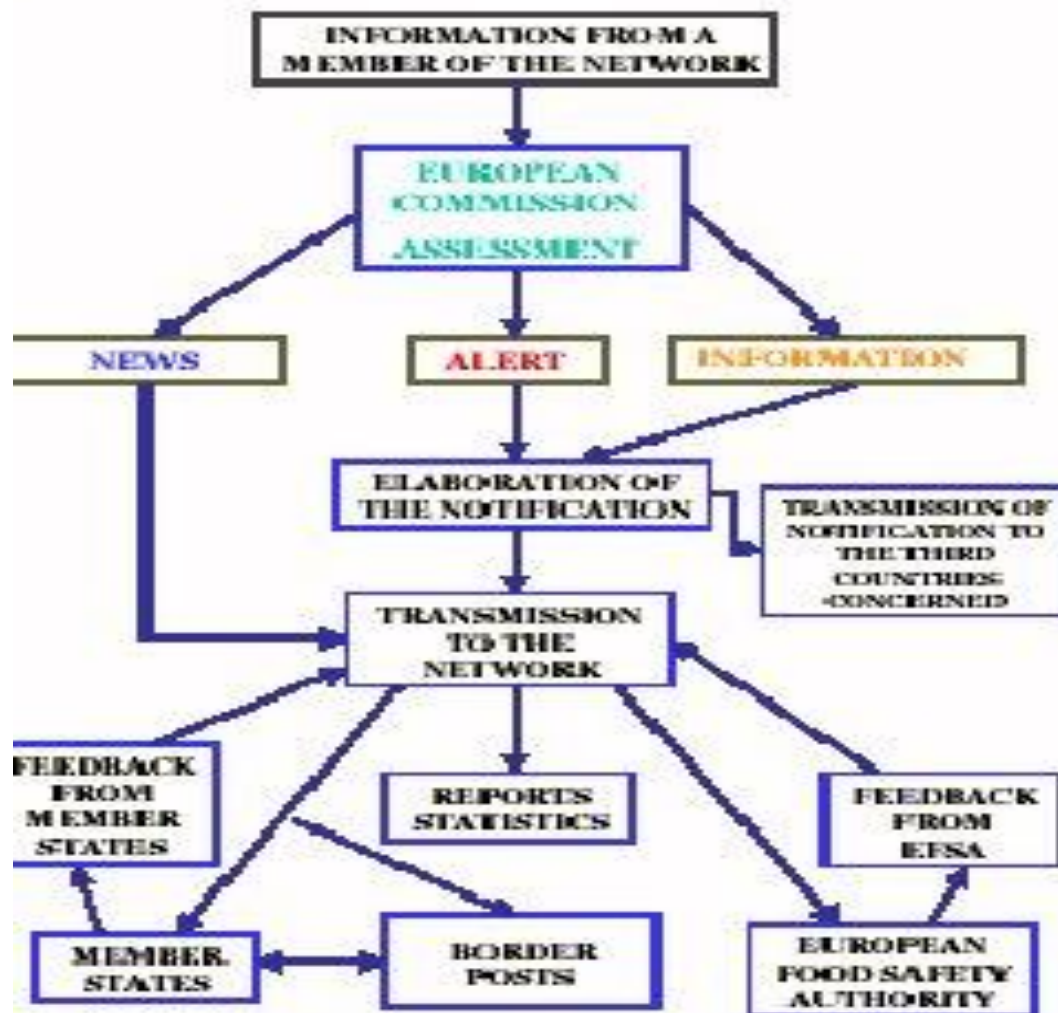 INFORMATION FROM A
MEMBER OF THE NETWORK
EUROPEAN
COMMISSION
ASSESSMENT
NEWS
ALERT
INFORMATION
ELABORATION OF
THE NOTIFICATION
TRANSMISSION OF
NOTIFICATION TO
THE THIRD
COUNTRIES
CONCERNED
TRANSMISSION
TO THE
NETWORK
FEEDBACK
FROM
MEMBER
STATES
REPORTS
STATISTICS
FEEDBACK
FROM
EFSA
MEMBER
STATES
BORDER
POSTS
EUROPEAN
FOOD SAFETY
AUTHORITY